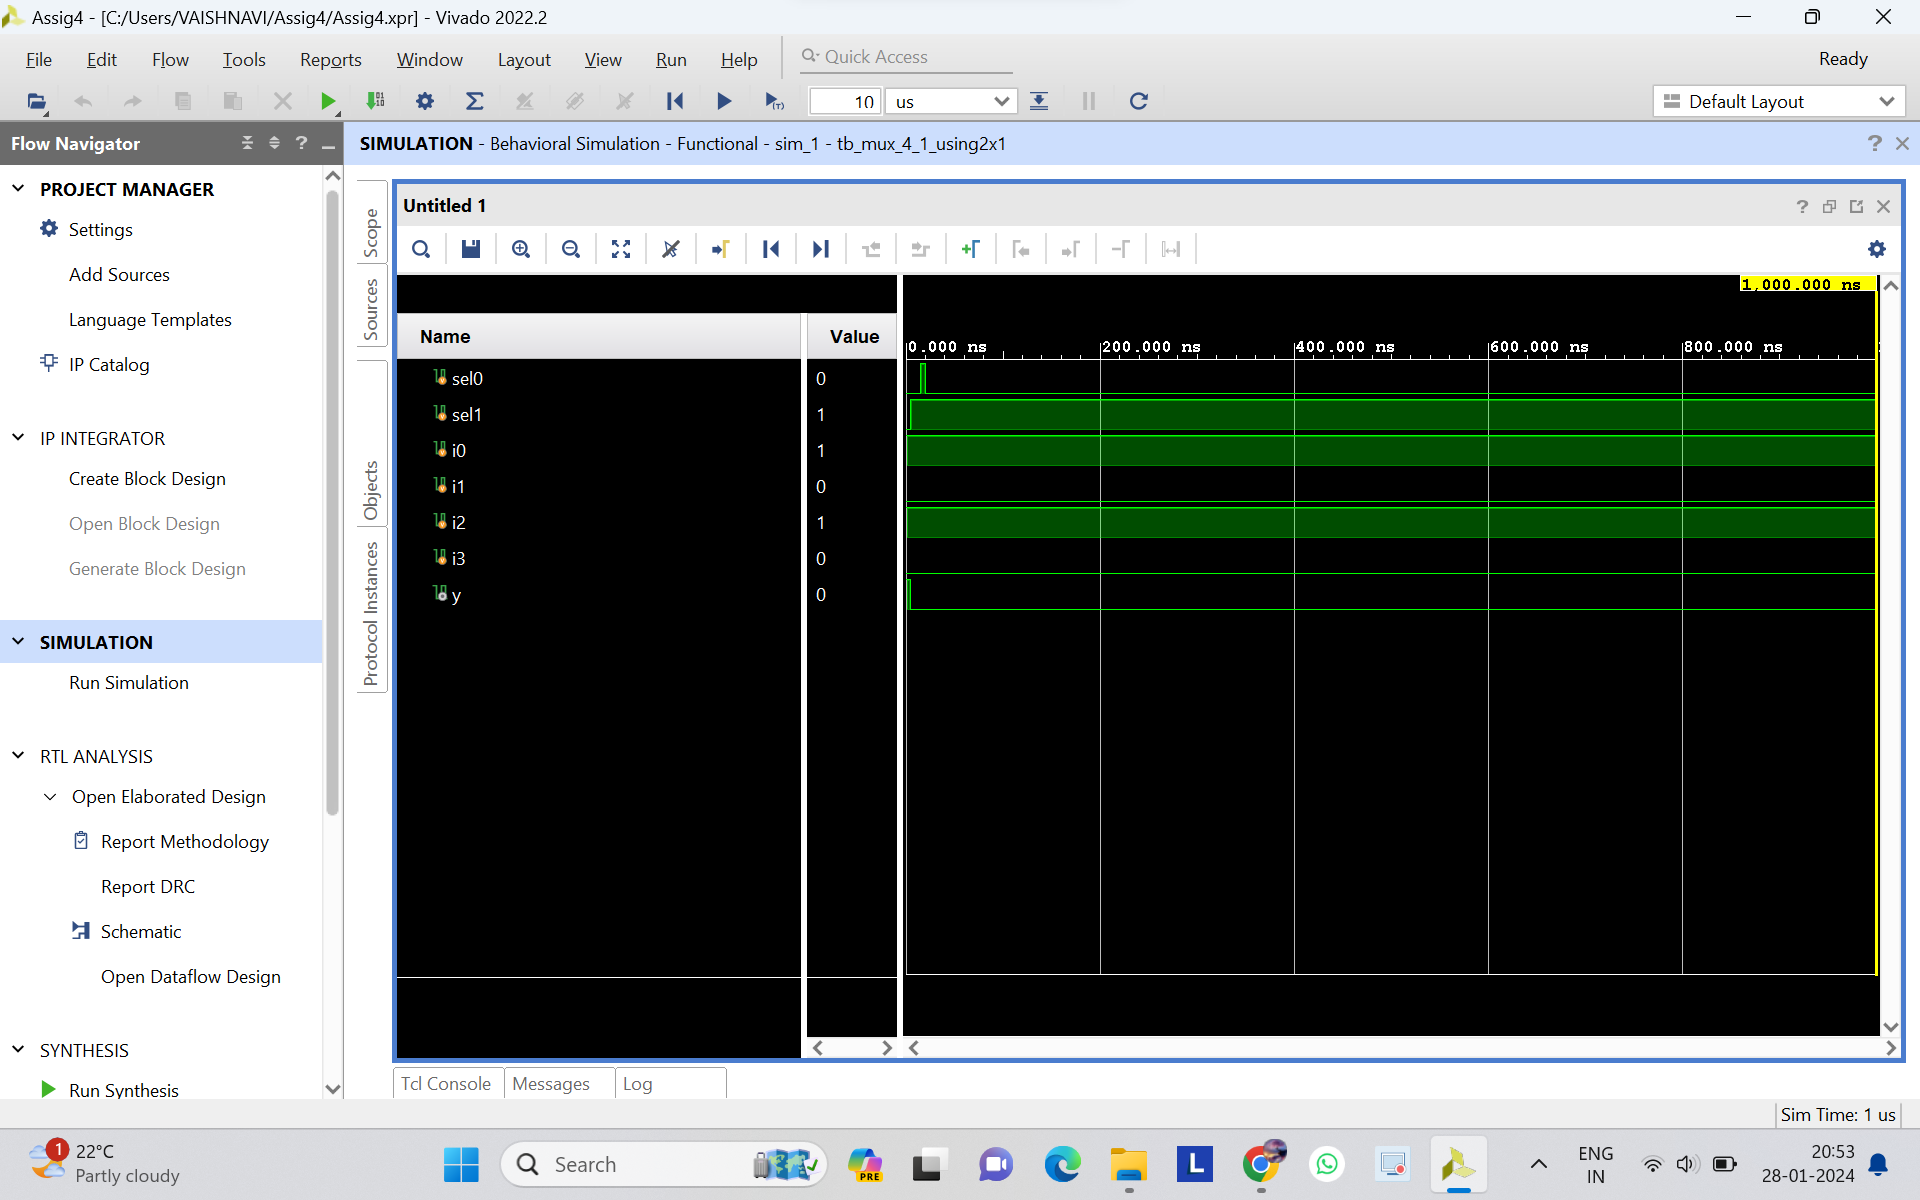 Assig4 - [C:/Users/VAISHNAVI/Assig4/Assig4.xpr] - Vivado 2022.2
File Edit Flow Tools Reports Window Layout View Run Help
Quick Access
Ready
10 us
Default Layout
Flow Navigator
SIMULATION - Behavioral Simulation - Functional - sim_1 - tb_mux_4_1_using2x1
PROJECT MANAGER
Settings
Add Sources
Language Templates
IP Catalog
IP INTEGRATOR
Create Block Design
Open Block Design
Generate Block Design
SIMULATION
Run Simulation
RTL ANALYSIS
Open Elaborated Design
Report Methodology
Report DRC
Schematic
Open Dataflow Design
SYNTHESIS
Run Synthesis
Scope
Sources
Objects
Protocol Instances
Untitled 1
1,000.000 ns
Name Value
0.000 ns 200.000 ns 400.000 ns 600.000 ns 800.000 ns
sel0 0
sel1 1
i0 1
i1 0
i2 1
i3 0
y 0
Tcl Console Messages Log
Sim Time: 1 us
1
22°C
Partly cloudy
Search
PRE
L
ENG
IN
20:53
28-01-2024